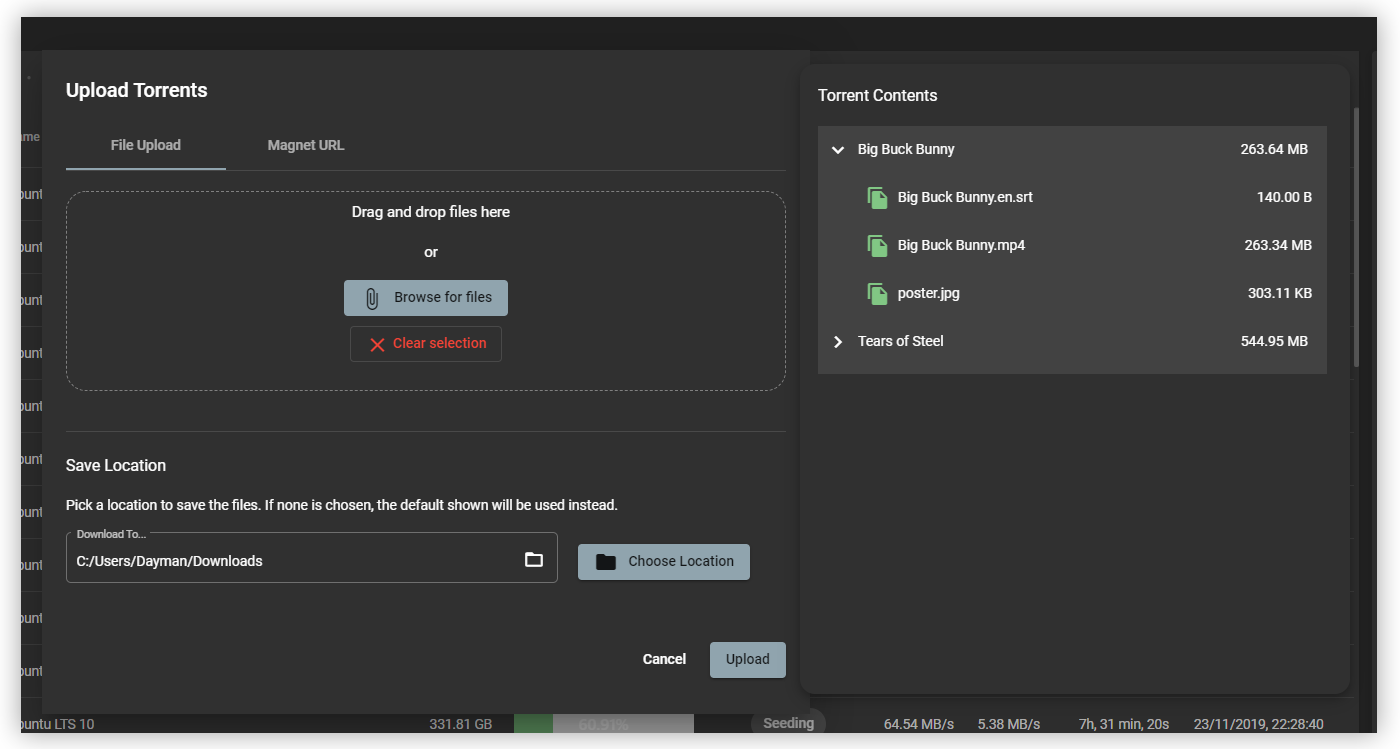 Upload Torrents
File Upload Magnet URL
Drag and drop files here
or
Browse for files
Clear selection
Save Location
Pick a location to save the files. If none is chosen, the default shown will be used instead.
Download To...
C:/Users/Dayman/Downloads
Choose Location
Cancel Upload
Torrent Contents
Big Buck Bunny 263.64 MB
Big Buck Bunny.en.srt 140.00 B
Big Buck Bunny.mp4 263.34 MB
poster.jpg 303.11 KB
Tears of Steel 544.95 MB
ame
ount
ount
ount
ount
ount
ount
ount
ount
ount
ount
ountu LTS 10 331.81 GB 60.91% Seeding 64.54 MB/s 5.38 MB/s 7h, 31 min, 20s 23/11/2019, 22:28:40